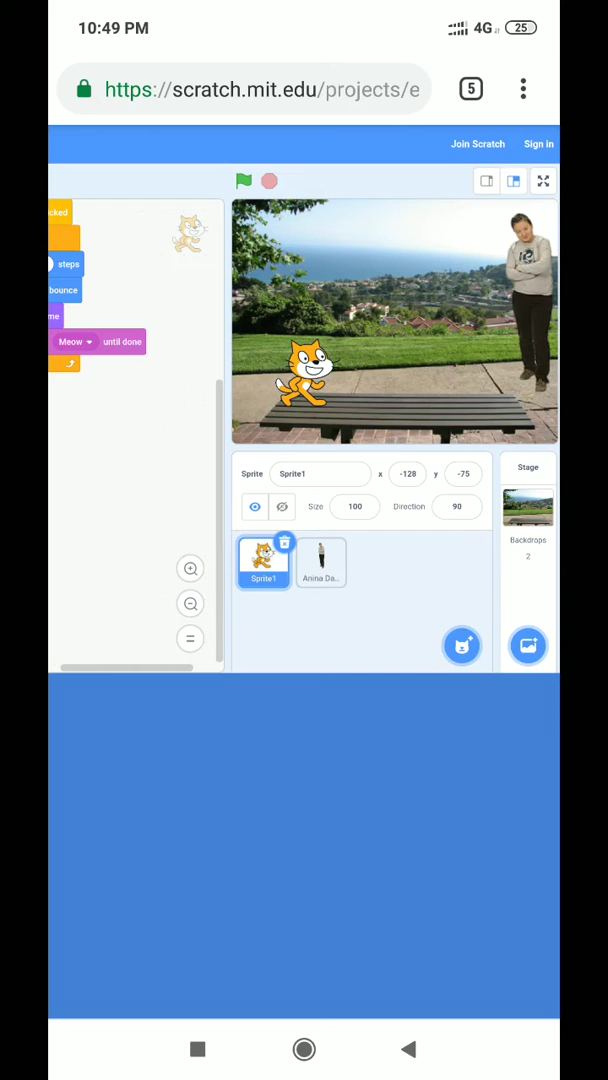 10:49 PM
4G 25
https://scratch.mit.edu/projects/e
5
Join Scratch Sign in
cked
steps
bounce
me
Meow until done
Sprite Sprite1 x -128 y -75
Size 100 Direction 90
Stage
Backdrops
2
Sprite1
Anina Da...